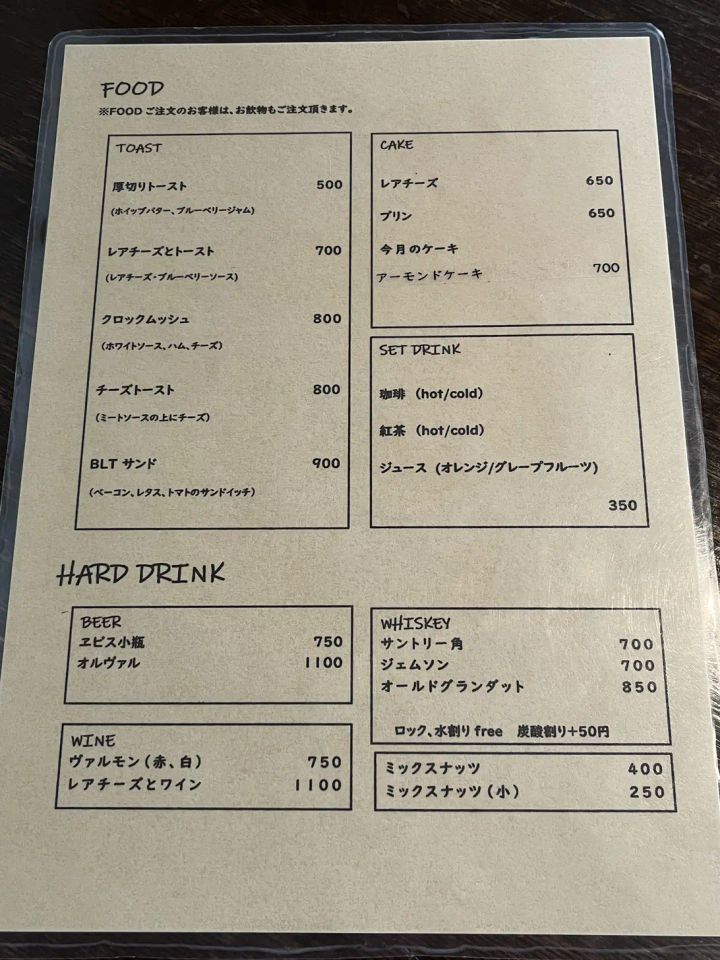 FOOD
※FOOD ご注文のお客様は、お飲物もご注文頂きます。
TOAST
厚切りトースト 500
(ホイップバター、ブルーベリージャム)
レアチーズとトースト 700
(レアチーズ・ブルーベリーソース)
クロックムッシュ 800
(ホワイトソース、ハム、チーズ)
チーズトースト 800
(ミートソースの上にチーズ)
BLT サンド 900
(ベーコン、レタス、トマトのサンドイッチ)
CAKE
レアチーズ 650
プリン 650
今月のケーキ
アーモンドケーキ 700
SET DRINK
珈琲 (hot/cold)
紅茶 (hot/cold)
ジュース (オレンジ/グレープフルーツ)
350
HARD DRINK
BEER
ヱビス小瓶 750
オルヴァル 1100
WINE
ヴァルモン(赤、白) 750
レアチーズとワイン 1100
WHISKEY
サントリー角 700
ジェムソン 700
オールドグランダット 850
ロック、水割り free 炭酸割り+50円
ミックスナッツ 400
ミックスナッツ(小) 250